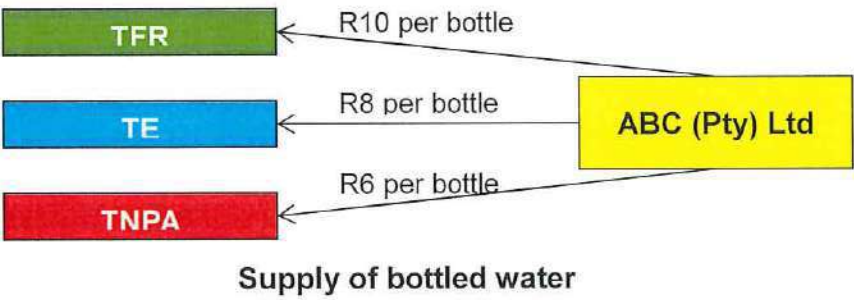 TFR
R10 per bottle
TE
R8 per bottle
ABC (Pty) Ltd
TNPA
R6 per bottle
Supply of bottled water